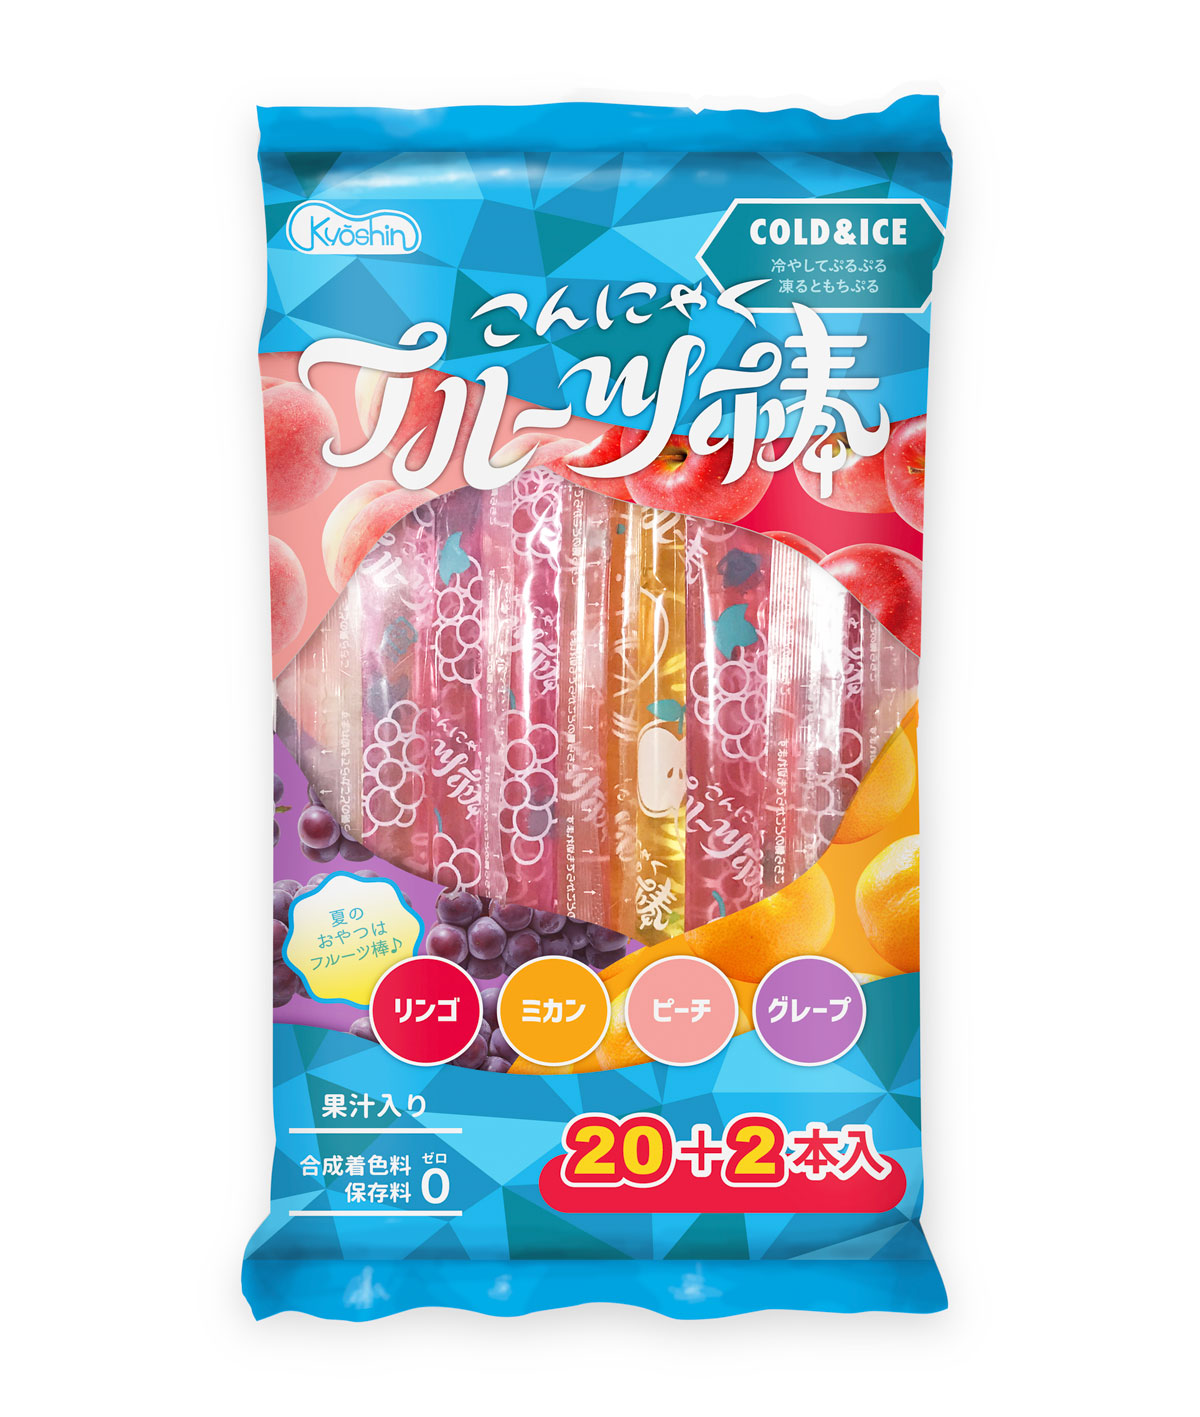 Kyōshin
COLD&ICE
冷やしてぷるぷる
凍るともちぷる
こんにゃく
フルーツ棒
夏の
おやつは
フルーツ棒♪
リンゴ
ミカン
ピーチ
グレープ
果汁入り
合成着色料
保存料
ゼロ
0
20+2本入